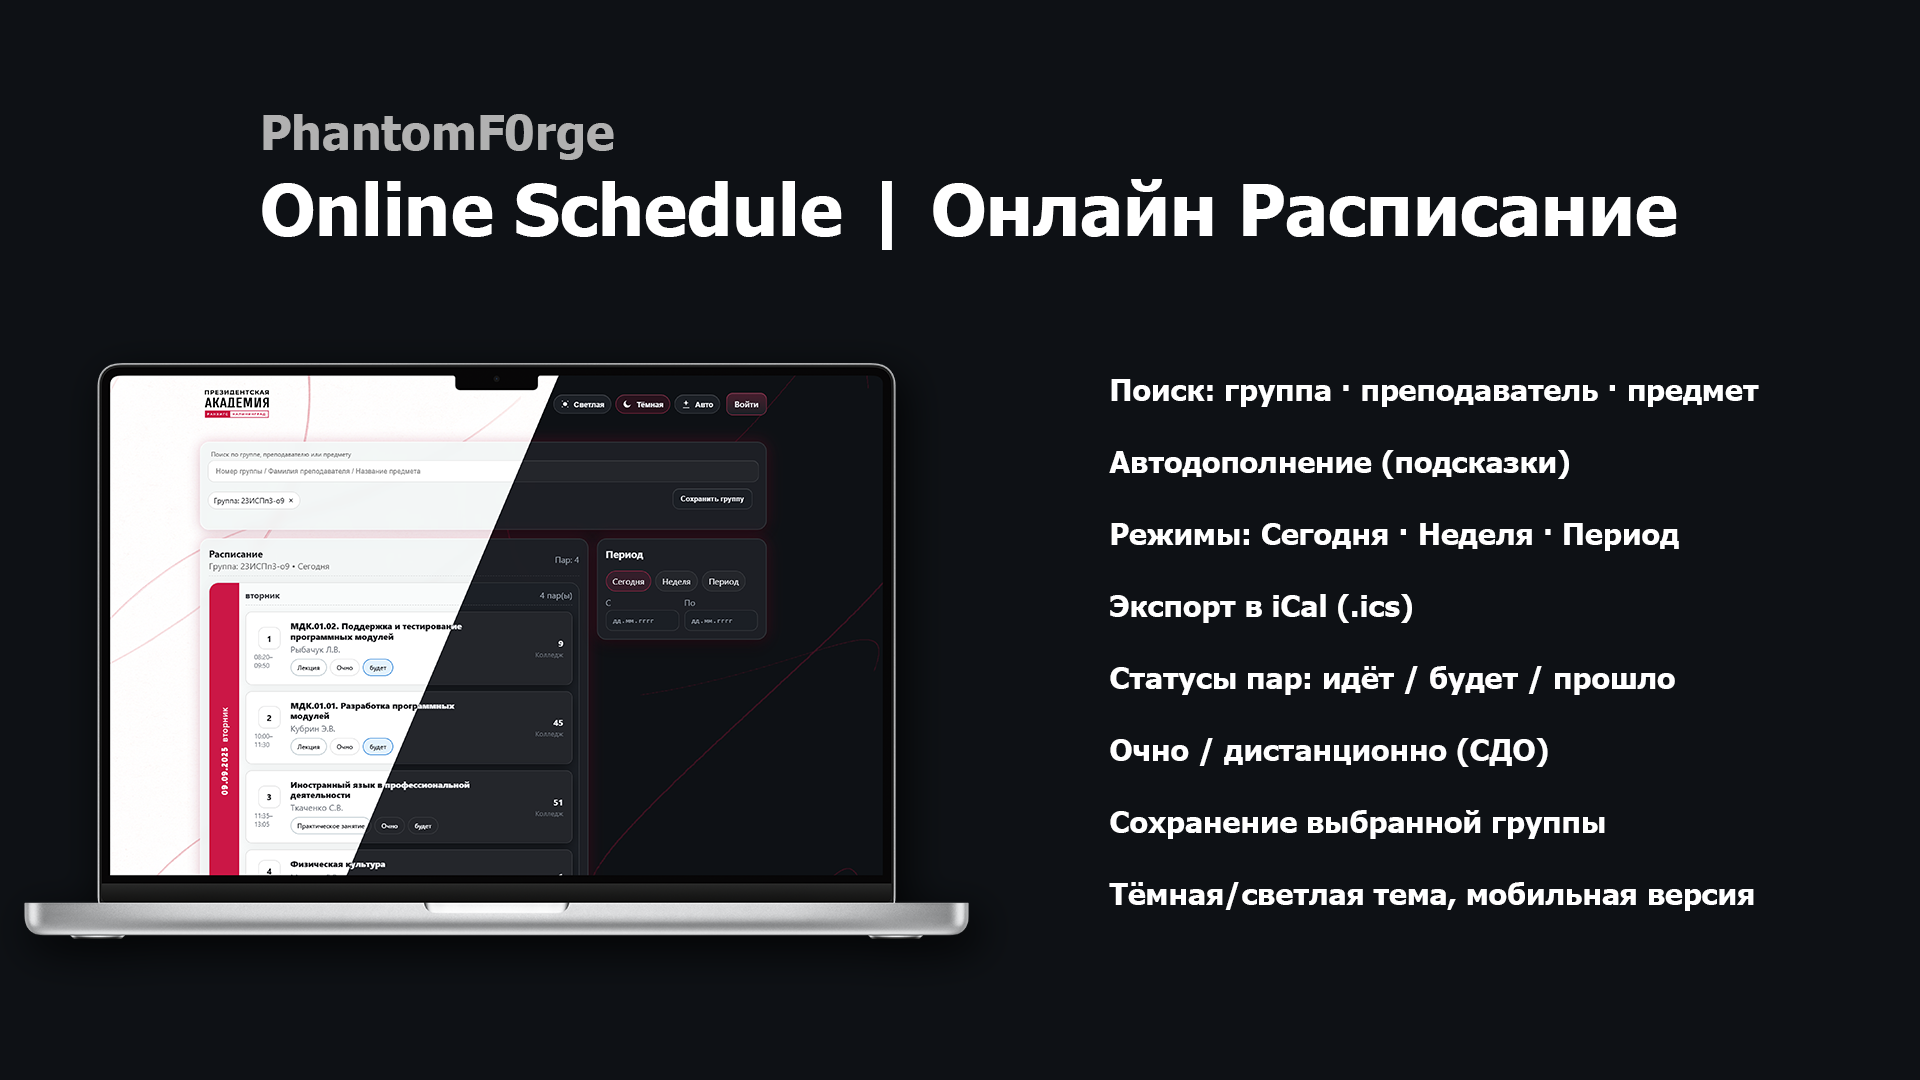 PhantomF0rge
Online Schedule | Онлайн Расписание
ПРЕЗИДЕНТСКАЯ
АКАДЕМИЯ
Светлая
Тёмная
Авто
Войти
Поиск по группе, преподавателю или предмету
Номер группы / Фамилия преподавателя / Название предмета
Группа: 23ИСПп3-о9 ×
Сохранить группу
Расписание
Группа: 23ИСПп3-о9 • Сегодня
Пар: 4
Период
Сегодня
Неделя
Период
С
По
дд.мм.гггг
дд.мм.гггг
09.09.2025 вторник
вторник
4 пар(ы)
1
08:20–
09:50
МДК.01.02. Поддержка и тестирование
программных модулей
Рыбачук Л.В.
Лекция
Очно
будет
9
Колледж
2
10:00–
11:30
МДК.01.01. Разработка программных
модулей
Кубрин Э.В.
Лекция
Очно
будет
45
Колледж
3
11:35–
13:05
Иностранный язык в профессиональной
деятельности
Ткаченко С.В.
Практическое занятие
Очно
будет
51
Колледж
4
Физическая культура
Поиск: группа · преподаватель · предмет
Автодополнение (подсказки)
Режимы: Сегодня · Неделя · Период
Экспорт в iCal (.ics)
Статусы пар: идёт / будет / прошло
Очно / дистанционно (СДО)
Сохранение выбранной группы
Тёмная/светлая тема, мобильная версия